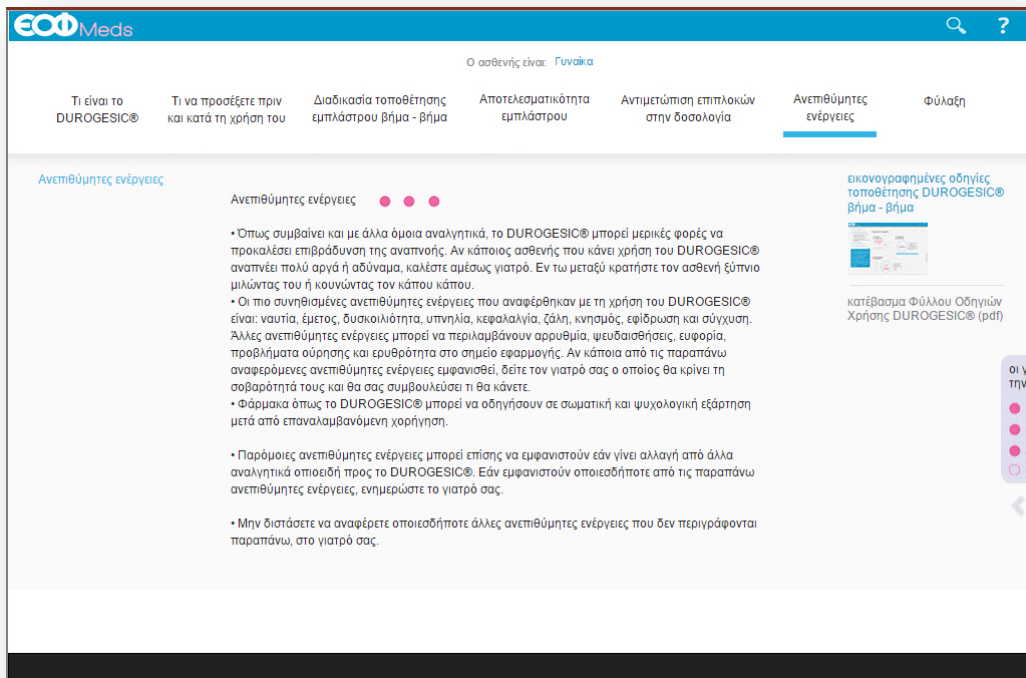 ΕΟΦMeds
?
Ο ασθενής είναι: Γυναίκα
Τι είναι το
DUROGESIC®
Τι να προσέξετε πριν
και κατά τη χρήση του
Διαδικασία τοποθέτησης
εμπλάστρου βήμα - βήμα
Αποτελεσματικότητα
εμπλάστρου
Αντιμετώπιση επιπλοκών
στην δοσολογία
Ανεπιθύμητες
ενέργειες
Φύλαξη
Ανεπιθύμητες ενέργειες
Ανεπιθύμητες ενέργειες
• Όπως συμβαίνει και με άλλα όμοια αναλγητικά, το DUROGESIC® μπορεί μερικές φορές να
προκαλέσει επιβράδυνση της αναπνοής. Αν κάποιος ασθενής που κάνει χρήση του DUROGESIC®
αναπνέει πολύ αργά ή αδύναμα, καλέστε αμέσως γιατρό. Εν τω μεταξύ κρατήστε τον ασθενή ξύπνιο
μιλώντας του ή κουνώντας τον κάπου κάπου.
• Οι πιο συνηθισμένες ανεπιθύμητες ενέργειες που αναφέρθηκαν με τη χρήση του DUROGESIC®
είναι: ναυτία, έμετος, δυσκοιλιότητα, υπνηλία, κεφαλαλγία, ζάλη, κνησμός, εφίδρωση και σύγχυση.
Άλλες ανεπιθύμητες ενέργειες μπορεί να περιλαμβάνουν αρρυθμία, ψευδαισθήσεις, ευφορία,
προβλήματα ούρησης και ερυθρότητα στο σημείο εφαρμογής. Αν κάποια από τις παραπάνω
αναφερόμενες ανεπιθύμητες ενέργειες εμφανισθεί, δείτε τον γιατρό σας ο οποίος θα κρίνει τη
σοβαρότητά τους και θα σας συμβουλεύσει τι θα κάνετε.
• Φάρμακα όπως το DUROGESIC® μπορεί να οδηγήσουν σε σωματική και ψυχολογική εξάρτηση
μετά από επαναλαμβανόμενη χορήγηση.
• Παρόμοιες ανεπιθύμητες ενέργειες μπορεί επίσης να εμφανιστούν εάν γίνει αλλαγή από άλλα
αναλγητικά οπιοειδή προς το DUROGESIC®. Εάν εμφανιστούν οποιεσδήποτε από τις παραπάνω
ανεπιθύμητες ενέργειες, ενημερώστε το γιατρό σας.
• Μην διστάσετε να αναφέρετε οποιεσδήποτε άλλες ανεπιθύμητες ενέργειες που δεν περιγράφονται
παραπάνω, στο γιατρό σας.
εικονογραφημένες οδηγίες
τοποθέτησης DUROGESIC®
βήμα - βήμα
κατέβασμα Φύλλου Οδηγιών
Χρήσης DUROGESIC® (pdf)
οι
την